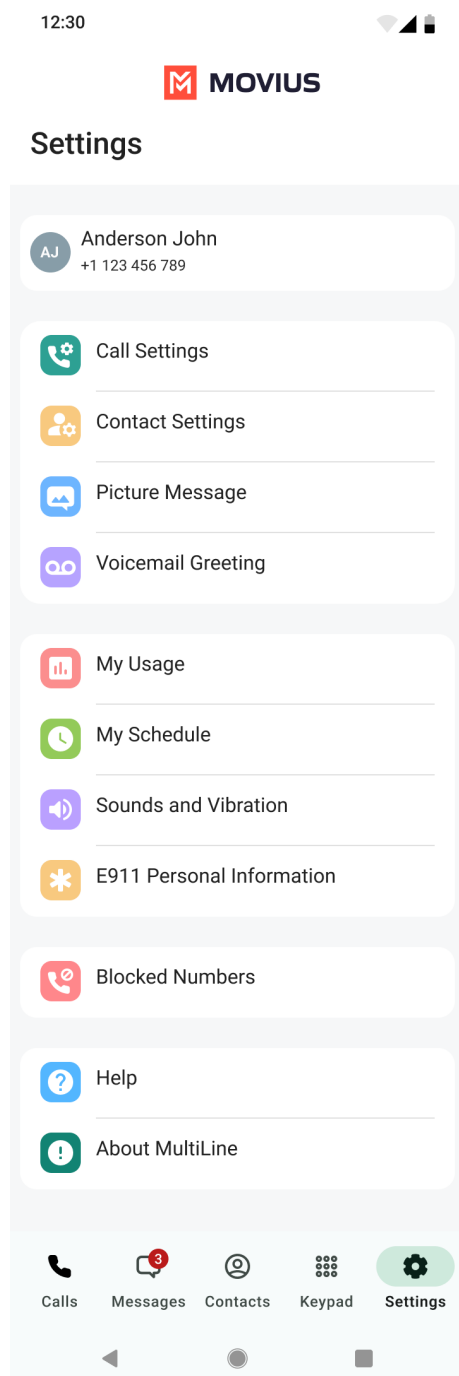 12:30
MOVIUS
Settings
AJ
Anderson John
+1 123 456 789
Call Settings
Contact Settings
Picture Message
Voicemail Greeting
My Usage
My Schedule
Sounds and Vibration
E911 Personal Information
Blocked Numbers
Help
About MultiLine
3
Calls Messages Contacts Keypad Settings